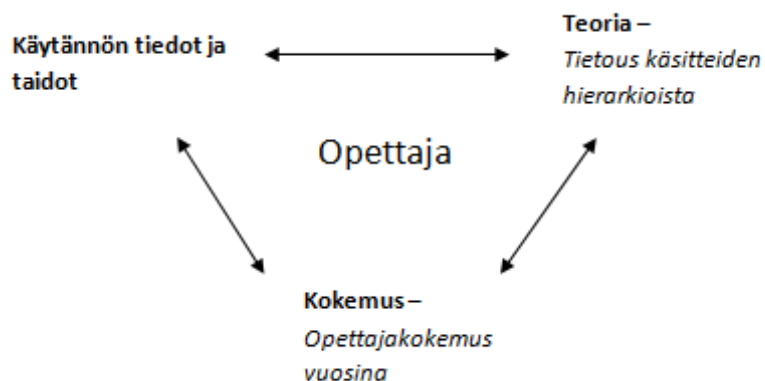 Käytännön tiedot ja
taidot
Teoria –
Tietous käsitteiden
hierarkioista
Opettaja
Kokemus –
Opettajakokemus
vuosina